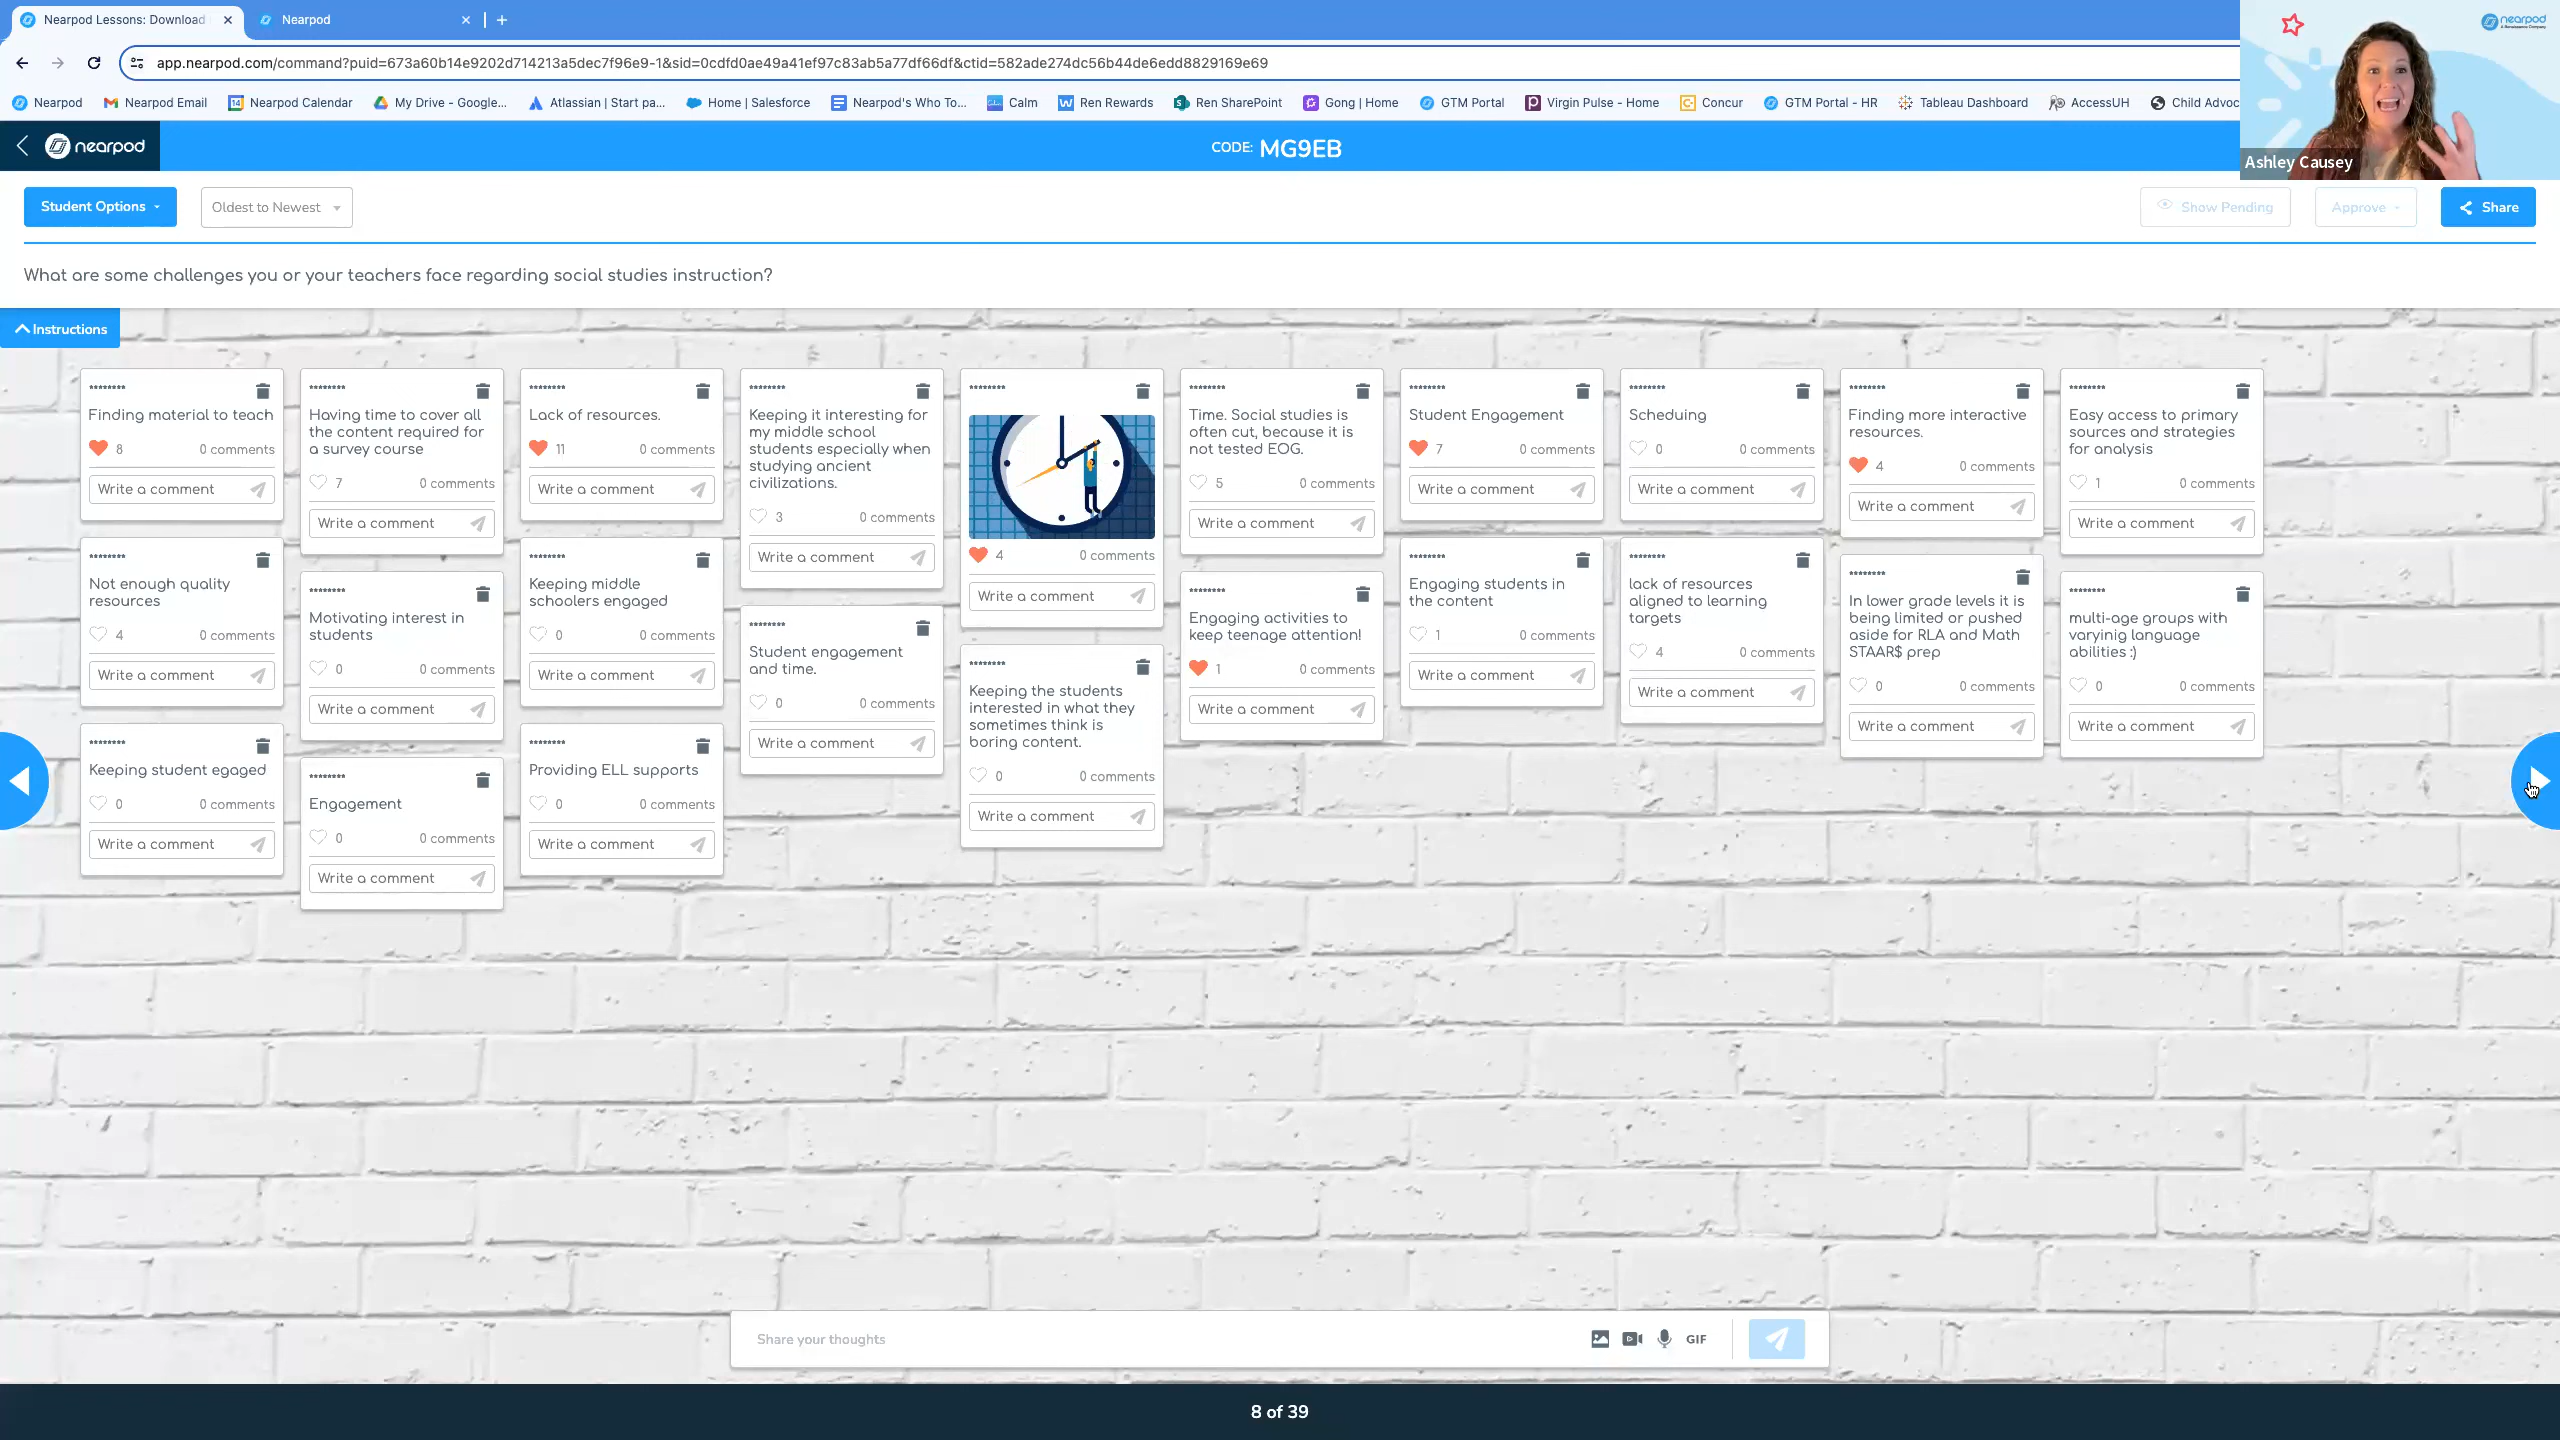 Nearpod Lessons: Download
Nearpod
app.nearpod.com/command?puid=673a60b14e9202d714213a5dec7f96e9-1&sid=0cdfd0ae49a41ef97c83ab5a77df66df&ctid=582ade274dc56b44de6edd8829169e69
Nearpod
Nearpod Email
Nearpod Calendar
My Drive - Google...
Atlassian | Start pa...
Home | Salesforce
Nearpod's Who To...
Calm
Ren Rewards
Ren SharePoint
Gong | Home
GTM Portal
Virgin Pulse - Home
Concur
GTM Portal - HR
Tableau Dashboard
AccessUH
Child Advoc
nearpod
Ashley Causey
nearpod
CODE: MG9EB
Student Options
Oldest to Newest
Show Pending
Approve
Share
What are some challenges you or your teachers face regarding social studies instruction?
Instructions
********
Finding material to teach
8 0 comments
Write a comment
********
Not enough quality
resources
4 0 comments
Write a comment
********
Keeping student egaged
0 0 comments
Write a comment
********
Having time to cover all
the content required for
a survey course
7 0 comments
Write a comment
********
Motivating interest in
students
0 0 comments
Write a comment
********
Engagement
0 0 comments
Write a comment
********
Lack of resources.
11 0 comments
Write a comment
********
Keeping middle
schoolers engaged
0 0 comments
Write a comment
********
Providing ELL supports
0 0 comments
Write a comment
********
Keeping it interesting for
my middle school
students especially when
studying ancient
civilizations.
3 0 comments
Write a comment
********
Student engagement
and time.
0 0 comments
Write a comment
********
4 0 comments
Write a comment
********
Keeping the students
interested in what they
sometimes think is
boring content.
0 0 comments
Write a comment
********
Time. Social studies is
often cut, because it is
not tested EOG.
5 0 comments
Write a comment
********
Engaging activities to
keep teenage attention!
1 0 comments
Write a comment
********
Student Engagement
7 0 comments
Write a comment
********
Engaging students in
the content
1 0 comments
Write a comment
********
Scheduing
0 0 comments
Write a comment
********
lack of resources
aligned to learning
targets
4 0 comments
Write a comment
********
Finding more interactive
resources.
4 0 comments
Write a comment
********
In lower grade levels it is
being limited or pushed
aside for RLA and Math
STAAR$ prep
0 0 comments
Write a comment
********
Easy access to primary
sources and strategies
for analysis
1 0 comments
Write a comment
********
multi-age groups with
varyinig language
abilities :)
0 0 comments
Write a comment
Share your thoughts
GIF
8 of 39